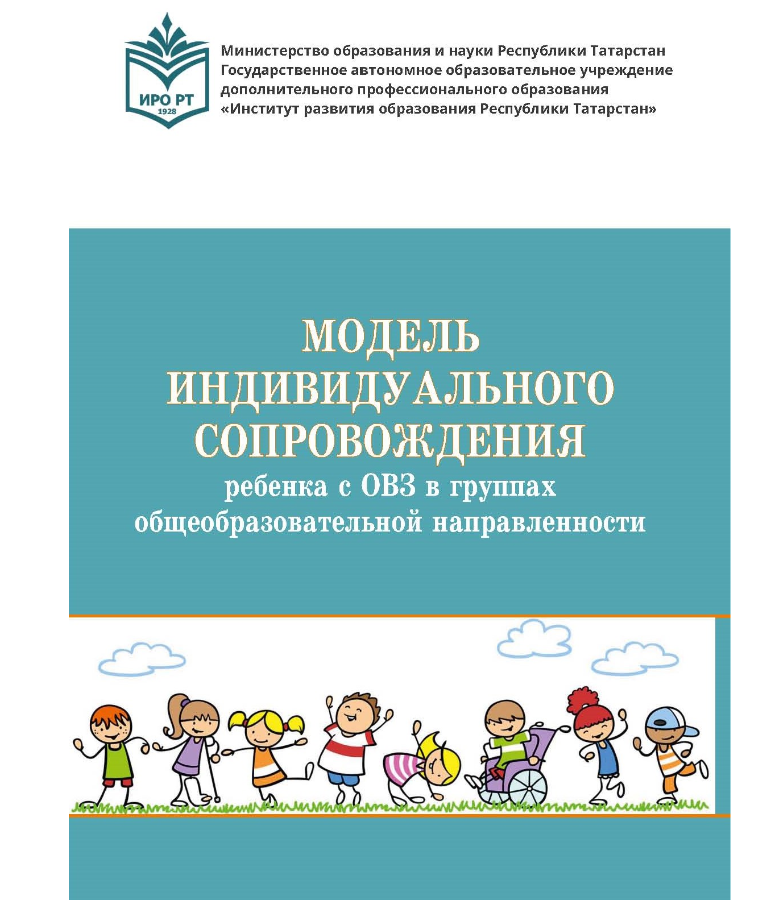 ИРО РТ
1928
Министерство образования и науки Республики Татарстан
Государственное автономное образовательное учреждение
дополнительного профессионального образования
«Институт развития образования Республики Татарстан»
МОДЕЛЬ
ИНДИВИДУАЛЬНОГО
СОПРОВОЖДЕНИЯ
ребенка с ОВЗ в группах
общеобразовательной направленности